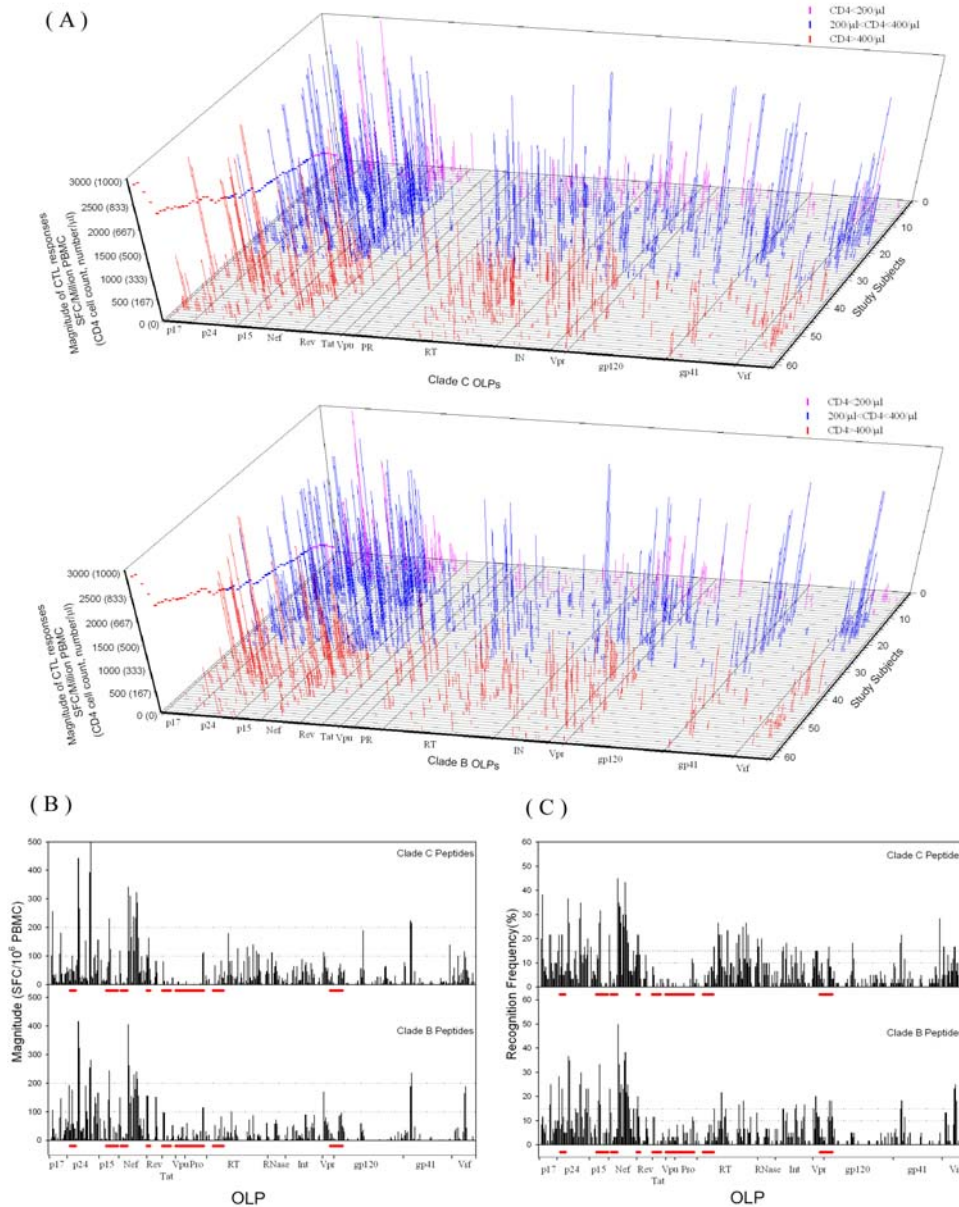 ( A )
CD4<200/µl
200/µl<CD4<400/µl
CD4>400/µl
3000 (1000)
2500 (833)
2000 (667)
1500 (500)
1000 (333)
500 (167)
0 (0)
Magnitude of CTL responses
SFC/Million PBMC
(CD4 cell count, number/µl)
p17
p24
p15
Nef
Rev
Tat
Vpu
PR
RT
IN
Vpr
gp120
gp41
Vif
Clade C OLPs
0
10
20
30
40
50
60
Study Subjects
CD4<200/µl
200/µl<CD4<400/µl
CD4>400/µl
3000 (1000)
2500 (833)
2000 (667)
1500 (500)
1000 (333)
500 (167)
0 (0)
Magnitude of CTL responses
SFC/Million PBMC
(CD4 cell count, number/µl)
p17
p24
p15
Nef
Rev
Tat
Vpu
PR
RT
IN
Vpr
gp120
gp41
Vif
Clade B OLPs
0
10
20
30
40
50
60
Study Subjects
( B )
Magnitude (SFC/10⁶ PBMC)
500
400
300
200
100
0
Clade C Peptides
500
400
300
200
100
0
Clade B Peptides
p17
p24
p15
Nef
Rev
Tat
Vpu
Pro
RT
RNase
Int
Vpr
gp120
gp41
Vif
OLP
( C )
Recognition Frequency(%)
60
50
40
30
20
10
0
Clade C Peptide
60
50
40
30
20
10
0
Clade B Peptide
p17
p24
p15
Nef
Rev
Tat
Vpu
Pro
RT
RNase
Int
Vpr
gp120
gp41
OLP